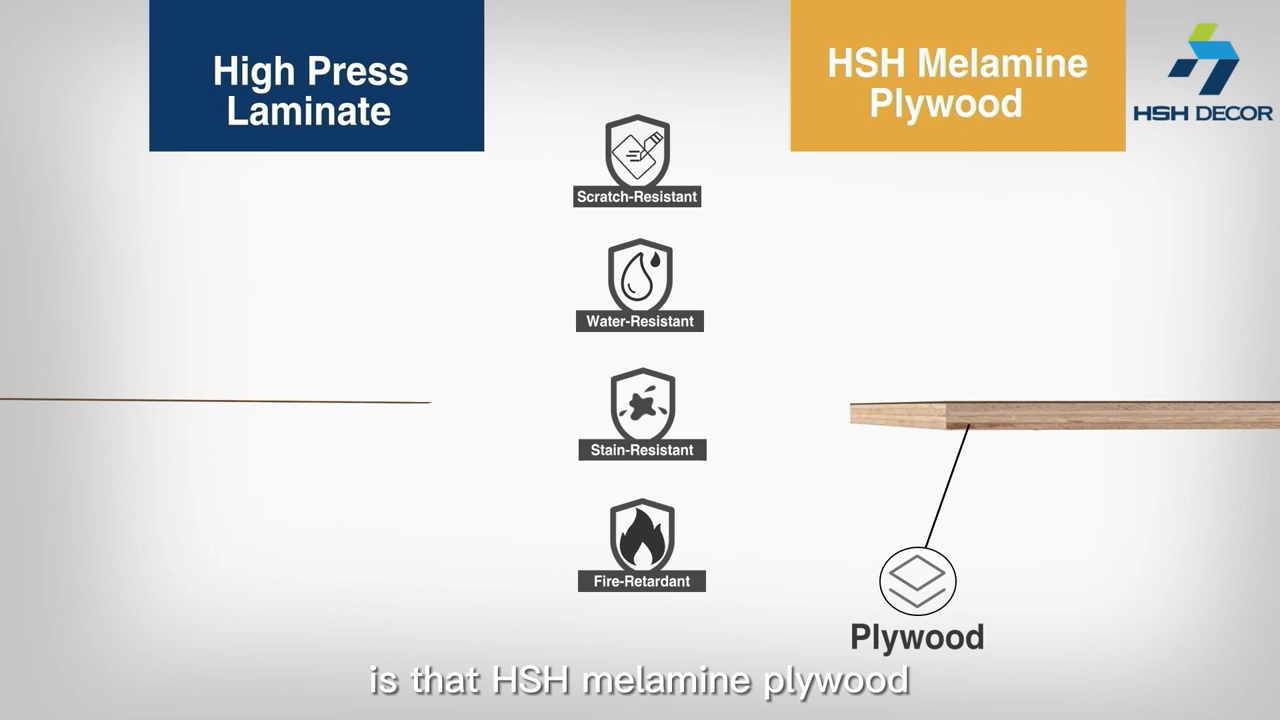 High Press
Laminate
HSH Melamine
Plywood
HSH DECOR
Scratch-Resistant
Water-Resistant
Stain-Resistant
Fire-Retardant
Plywood
is that HSH melamine plywood